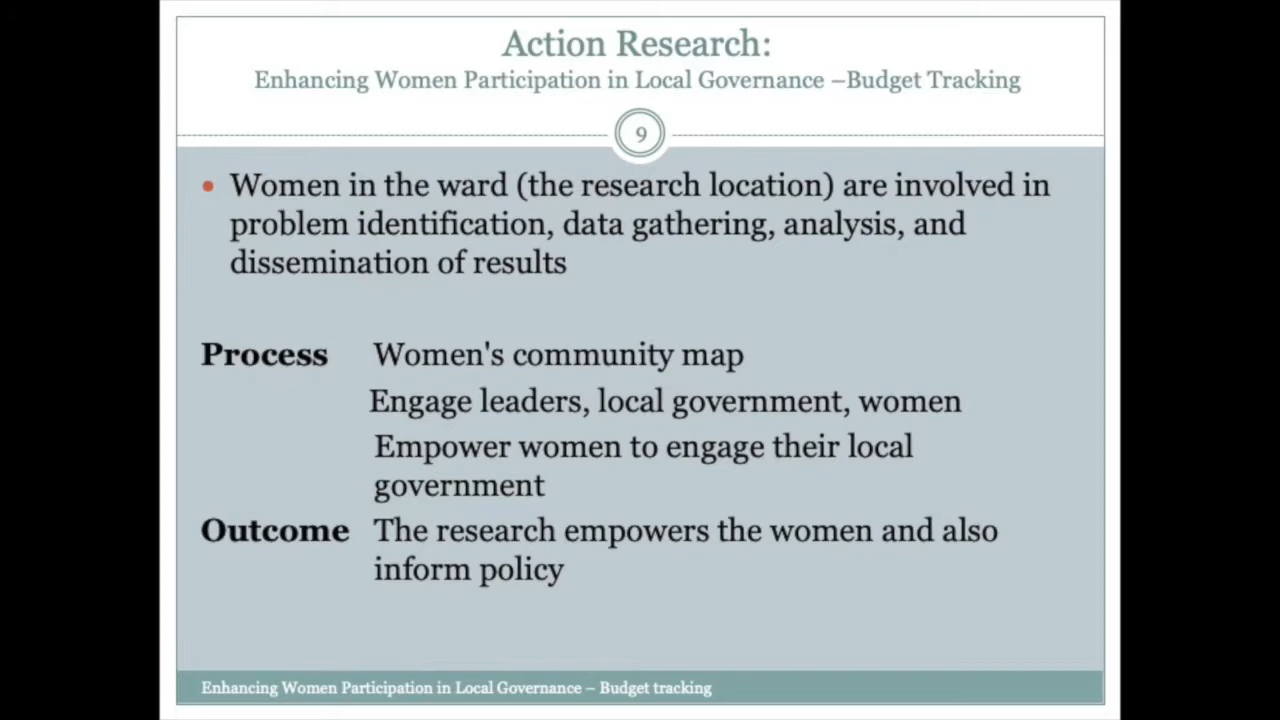 Action Research:
Enhancing Women Participation in Local Governance –Budget Tracking
9
• Women in the ward (the research location) are involved in
problem identification, data gathering, analysis, and
dissemination of results
Process Women's community map
Engage leaders, local government, women
Empower women to engage their local
government
Outcome The research empowers the women and also
inform policy
Enhancing Women Participation in Local Governance – Budget tracking